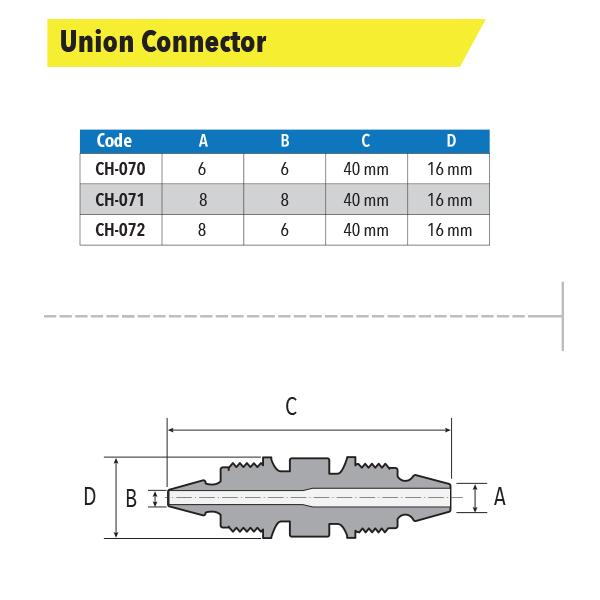 Union Connector
Code A B C D
CH-070 6 6 40 mm 16 mm
CH-071 8 8 40 mm 16 mm
CH-072 8 6 40 mm 16 mm
C
D B A